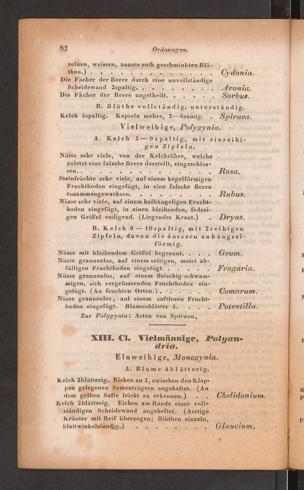 82 Ordnungen.
zelnen, weissen, aussen roth geschminkten Blü-
then.) . . . . . . . . . . . . Cydonia.
Die Fächer der Beere durch eine unvollständige
Scheidewand 2spaltig. . . . . . . . . Aronia.
Die Fächer der Beere ungetheilt. . . . . . Sorbus.
B. Blüthe vollständig, unterständig.
Kelch 5spaltig. Kapseln mehre, 2—6samig. . Spiraea.
Vielweibige, Polygynia.
A. Kelch 5—9spaltig, mit einreihi-
gen Zipfeln.
Nüsse sehr viele, von der Kelchröhre, welche
zuletzt eine falsche Beere darstellt, eingeschlos-
sen. . . . . . . . . . . . . Rosa.
Steinfrüchte sehr viele, auf einem kegelförmigen
Fruchtboden eingefügt, in eine falsche Beere
zusammengewachsen. . . . . . . . . Rubus.
Nüsse sehr viele, auf einem halbkugeligen Frucht-
boden eingefügt, in einen bleibenden, federi-
gen Griffel endigend. (Liegendes Kraut.) . Dryas.
B. Kelch 8—10spaltig, mit 2reihigen
Zipfeln, davon die äussern anhängsel-
förmig.
Nüsse mit bleibendem Griffel begrannt. . . . Geum.
Nüsse grannenlos, auf einem saftigen, meist ab-
fälligen Fruchtboden eingefügt. . . . . . Fragaria.
Nüsse grannenlos, auf einem fleischig-schwam-
migen, sich vergrössernden Fruchtboden ein-
gefügt. (An feuchten Orten.) . . . . . Comarum.
Nüsse grannenlos, auf einem saftlosen Frucht-
boden eingefügt. Blumenblätter 5. . . . . Potentilla.
Zur Polygynia: Arten von Spiraea.
XIII. Cl. Vielmännige, Polyan-
dria.
Einweibige, Monogynia.
A. Blume 4blätterig.
Kelch 2blätterig. Eichen an 2, zwischen den Klap-
pen gelegenen Samenträgern angeheftet. (An
dem gelben Safte leicht zu erkennen.) . . Chelidonium.
Kelch 2blätterig. Eichen am Rande einer voll-
ständigen Scheidewand angeheftet. (Aestige
Kräuter mit Reif überzogen; Blüthen einzeln,
blattwinkelständig.) . . . . . . . . Glaucium.